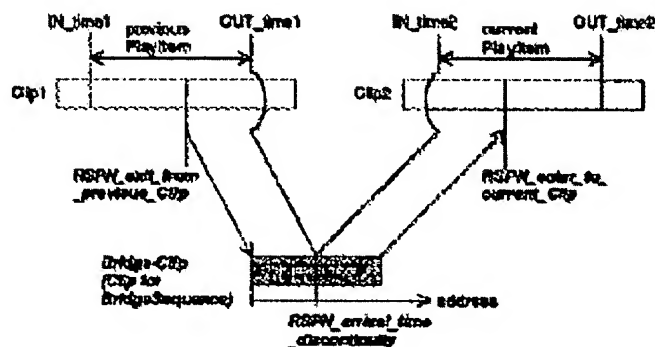 IN_time1
previous
PlayItem
OUT_time1
IN_time2
current
PlayItem
OUT_time2
Clip1
Clip2
RSPN_exit_from
_previous_Clip
RSPN_enter_to_
current_Clip
Bridge-Clip
(Clip for
BridgeSequence)
address
RSPN_arrival_time
_discontinuity